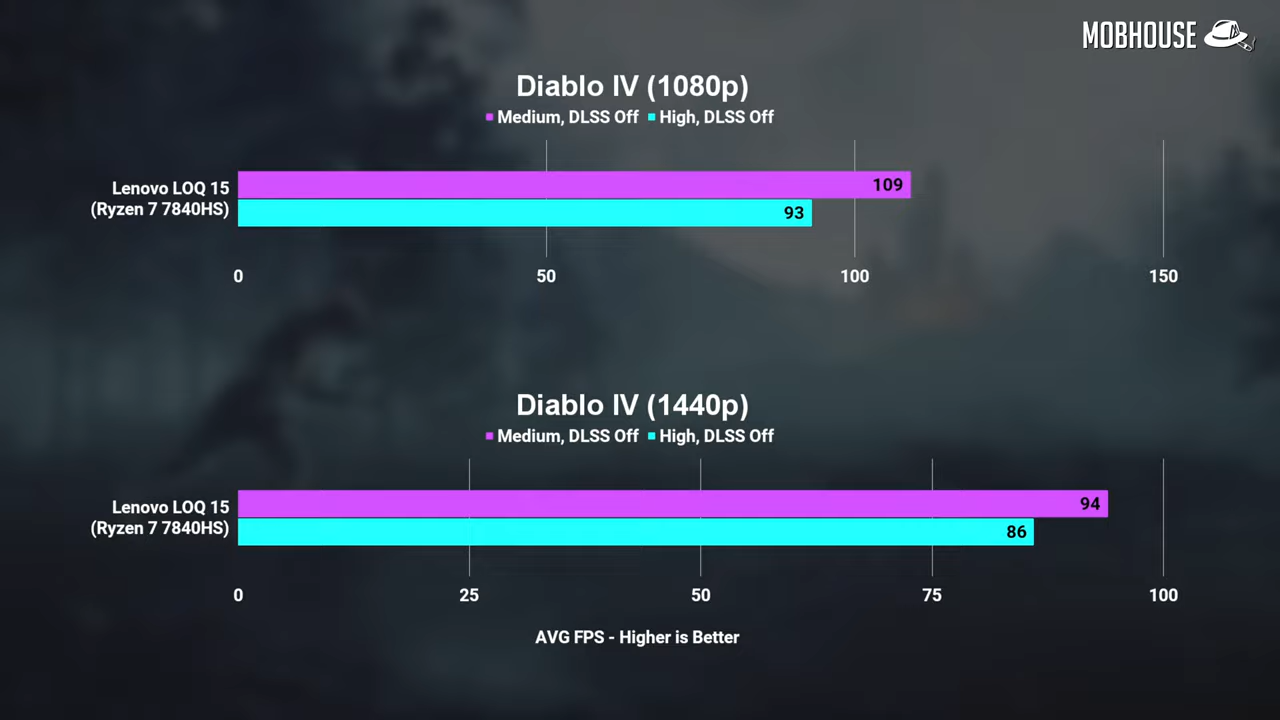 MOBHOUSE
Diablo IV (1080p)
Medium, DLSS Off High, DLSS Off
Lenovo LOQ 15
(Ryzen 7 7840HS)
109
93
0 50 100 150
Diablo IV (1440p)
Medium, DLSS Off High, DLSS Off
Lenovo LOQ 15
(Ryzen 7 7840HS)
94
86
0 25 50 75 100
AVG FPS - Higher is Better